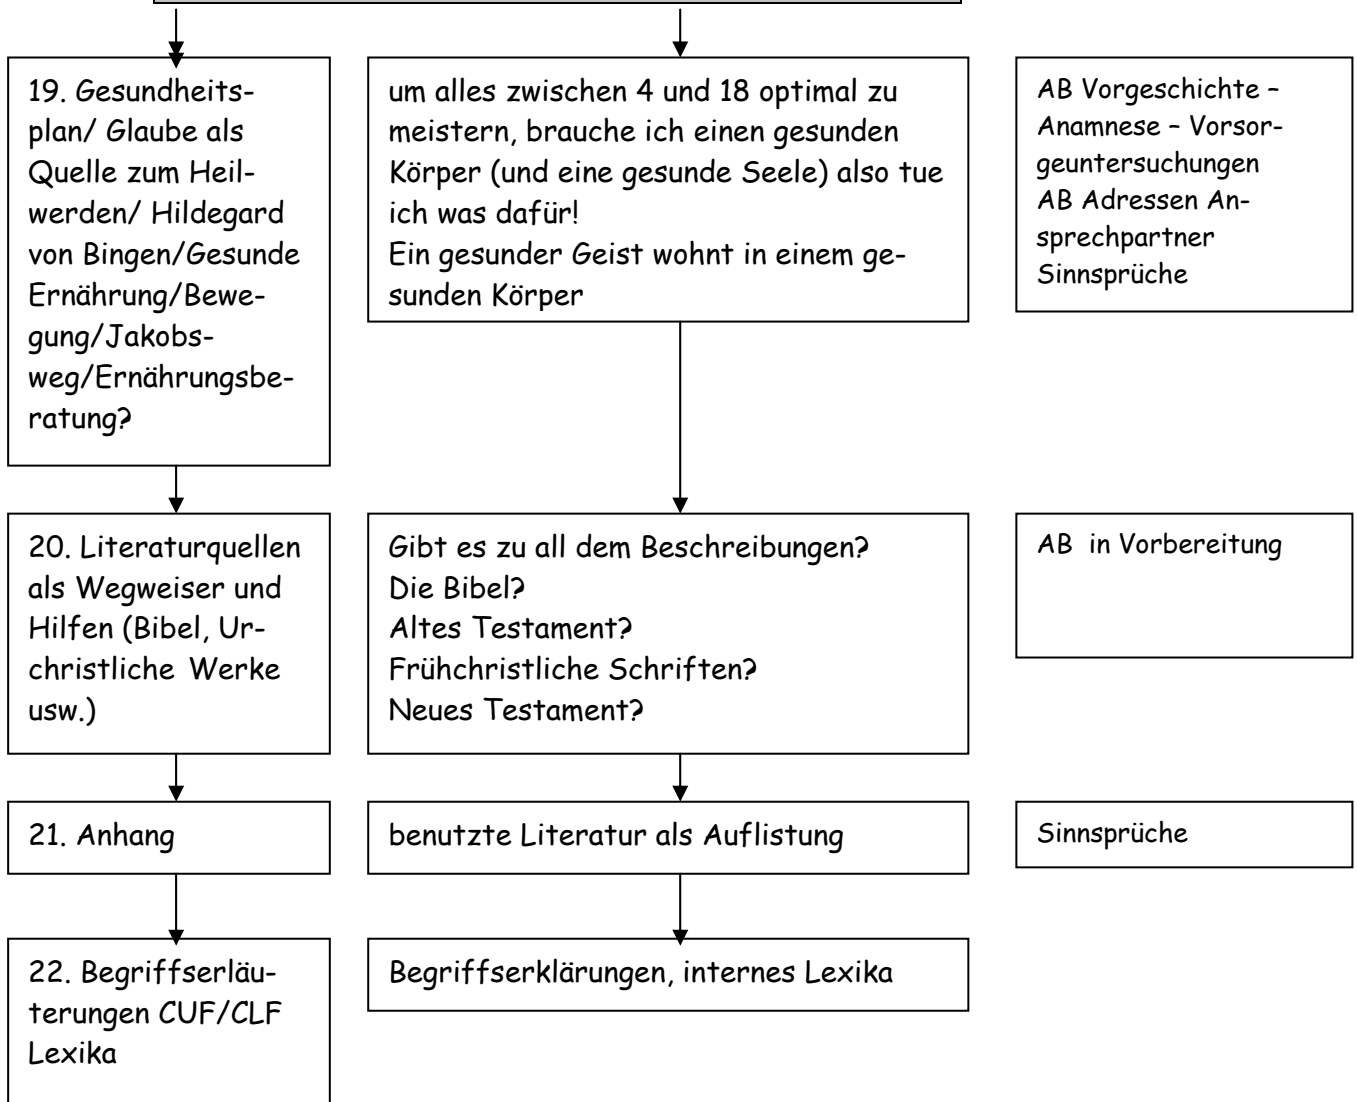 19. Gesundheits-
plan/ Glaube als
Quelle zum Heil-
werden/ Hildegard
von Bingen/Gesunde
Ernährung/Bewe-
gung/Jakobs-
weg/Ernährungsbe-
ratung?
um alles zwischen 4 und 18 optimal zu
meistern, brauche ich einen gesunden
Körper (und eine gesunde Seele) also tue
ich was dafür!
Ein gesunder Geist wohnt in einem ge-
sunden Körper
AB Vorgeschichte –
Anamnese – Vorsor-
geuntersuchungen
AB Adressen An-
sprechpartner
Sinnsprüche
20. Literaturquellen
als Wegweiser und
Hilfen (Bibel, Ur-
christliche Werke
usw.)
Gibt es zu all dem Beschreibungen?
Die Bibel?
Altes Testament?
Frühchristliche Schriften?
Neues Testament?
AB in Vorbereitung
21. Anhang
benutzte Literatur als Auflistung
Sinnsprüche
22. Begriffserläu-
terungen CUF/CLF
Lexika
Begriffserklärungen, internes Lexika